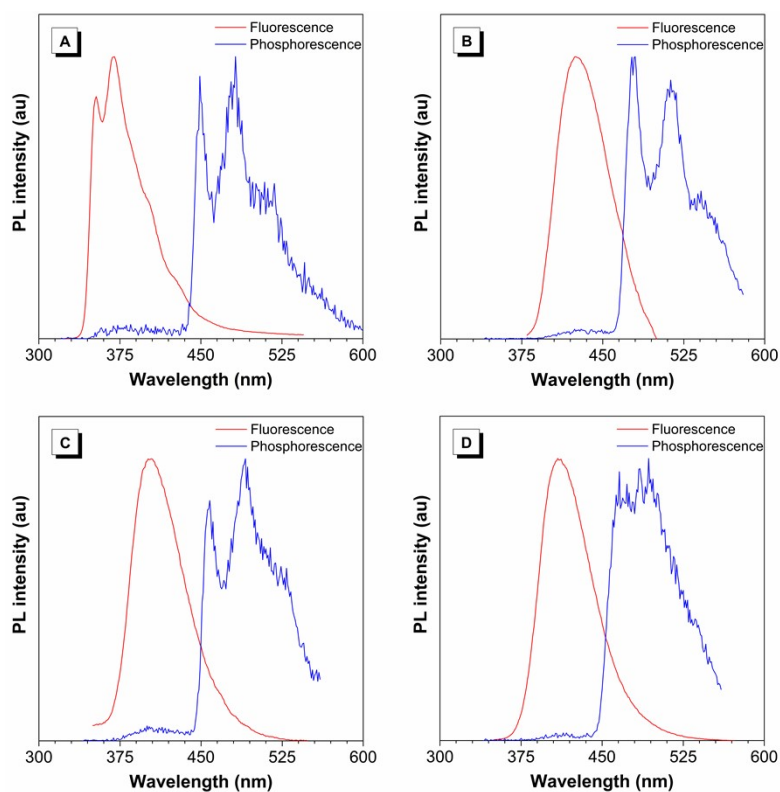 A
Fluorescence
Phosphorescence
PL intensity (au)
300 375 450 525 600
Wavelength (nm)
B
Fluorescence
Phosphorescence
PL intensity (au)
300 375 450 525 600
Wavelength (nm)
C
Fluorescence
Phosphorescence
PL intensity (au)
300 375 450 525 600
Wavelength (nm)
D
Fluorescence
Phosphorescence
PL intensity (au)
300 375 450 525 600
Wavelength (nm)